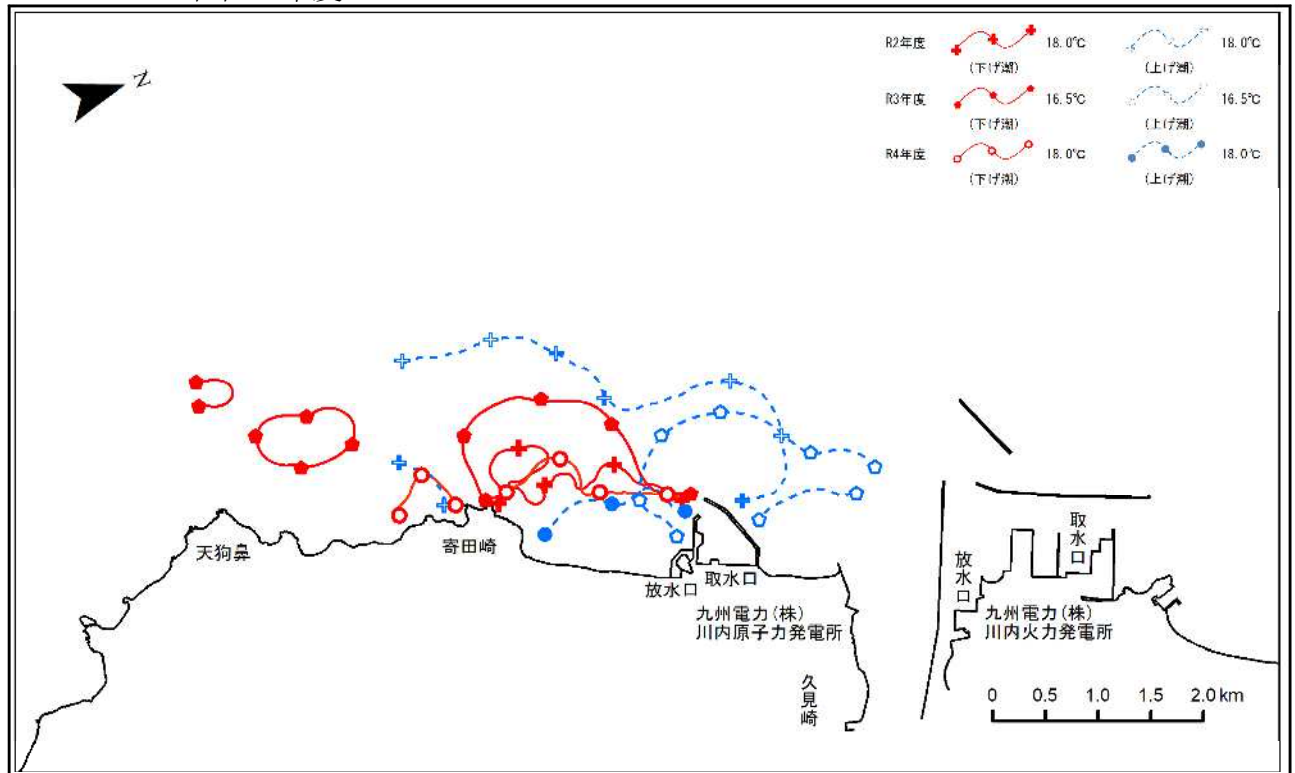 N
R2年度 18.0℃ 18.0℃
(下げ潮) (上げ潮)
R3年度 16.5℃ 16.5℃
(下げ潮) (上げ潮)
R4年度 18.0℃ 18.0℃
(下げ潮) (上げ潮)
天狗鼻
寄田崎
放水口
取水口
九州電力(株)
川内原子力発電所
久見崎
放水口
取水口
九州電力(株)
川内火力発電所
0 0.5 1.0 1.5 2.0km